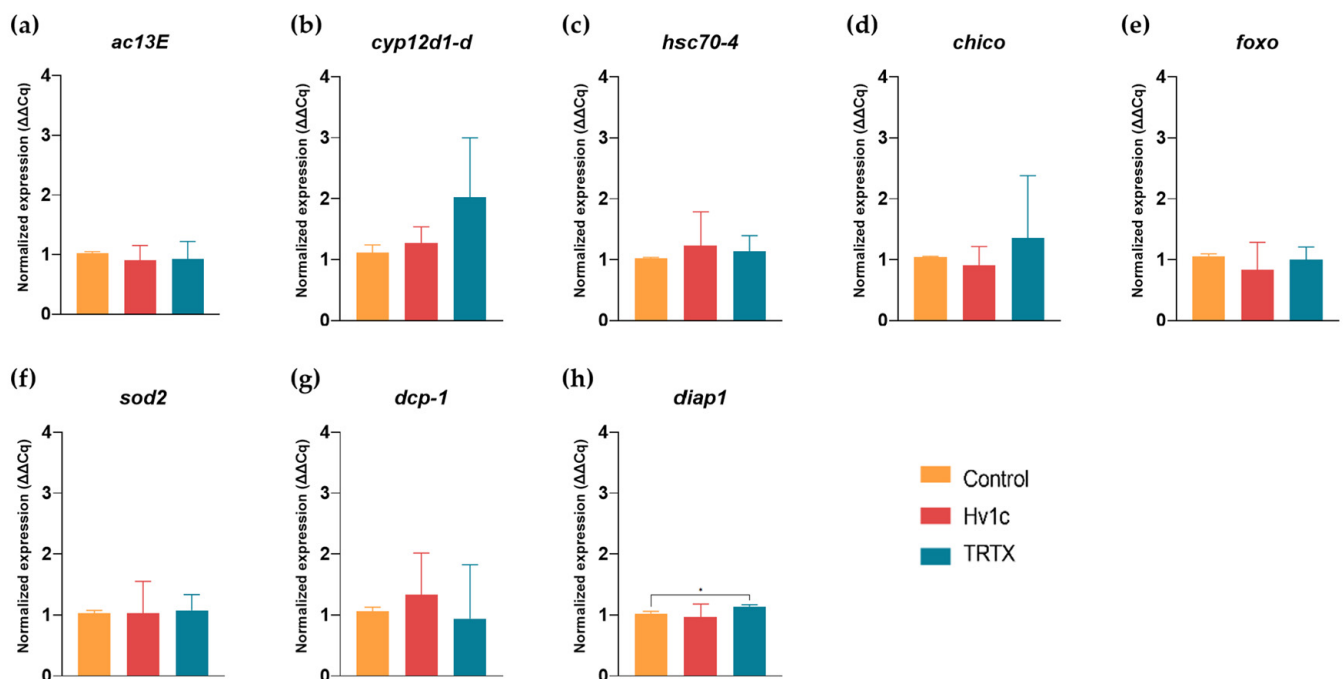 (a)
ac13E
Normalized expression (ΔΔCq)
4
3
2
1
0
(b)
cyp12d1-d
Normalized expression (ΔΔCq)
4
3
2
1
0
(c)
hsc70-4
Normalized expression (ΔΔCq)
4
3
2
1
0
(d)
chico
Normalized expression (ΔΔCq)
4
3
2
1
0
(e)
foxo
Normalized expression (ΔΔCq)
4
3
2
1
0
(f)
sod2
Normalized expression (ΔΔCq)
4
3
2
1
0
(g)
dcp-1
Normalized expression (ΔΔCq)
4
3
2
1
0
(h)
diap1
Normalized expression (ΔΔCq)
4
3
2
1
0
*
Control
Hv1c
TRTX